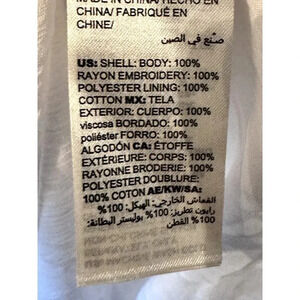 MADE IN CHINA/ HECHO EN
CHINA/ FABRIQUÉ EN
CHINE/
صنع في الصين
US: SHELL: BODY: 100%
RAYON EMBROIDERY: 100%
POLYESTER LINING: 100%
COTTON MX: TELA
EXTERIOR: CUERPO: 100%
viscosa BORDADO: 100%
poliéster FORRO: 100%
ALGODÓN CA: ÉTOFFE
EXTÉRIEURE: CORPS: 100%
RAYONNE BRODERIE: 100%
POLYESTER DOUBLURE:
100% COTON AE/KW/SA:
القماش الخارجي: الهيكل: 100%
رايون تطريز: 100% بوليستر البطانة:
100% القطن